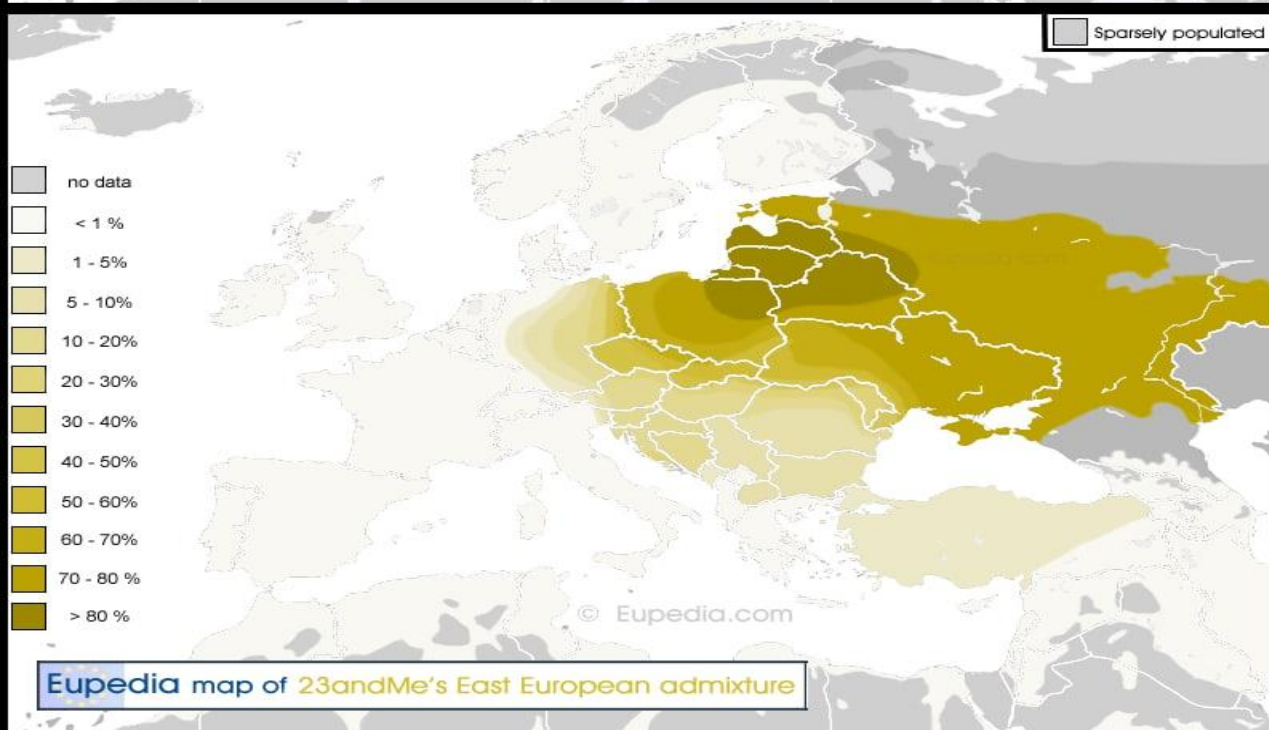 Sparsely populated
no data
< 1 %
1 - 5%
5 - 10%
10 - 20%
20 - 30%
30 - 40%
40 - 50%
50 - 60%
60 - 70%
70 - 80 %
> 80 %
© Eupedia.com
Eupedia map of 23andMe's East European admixture